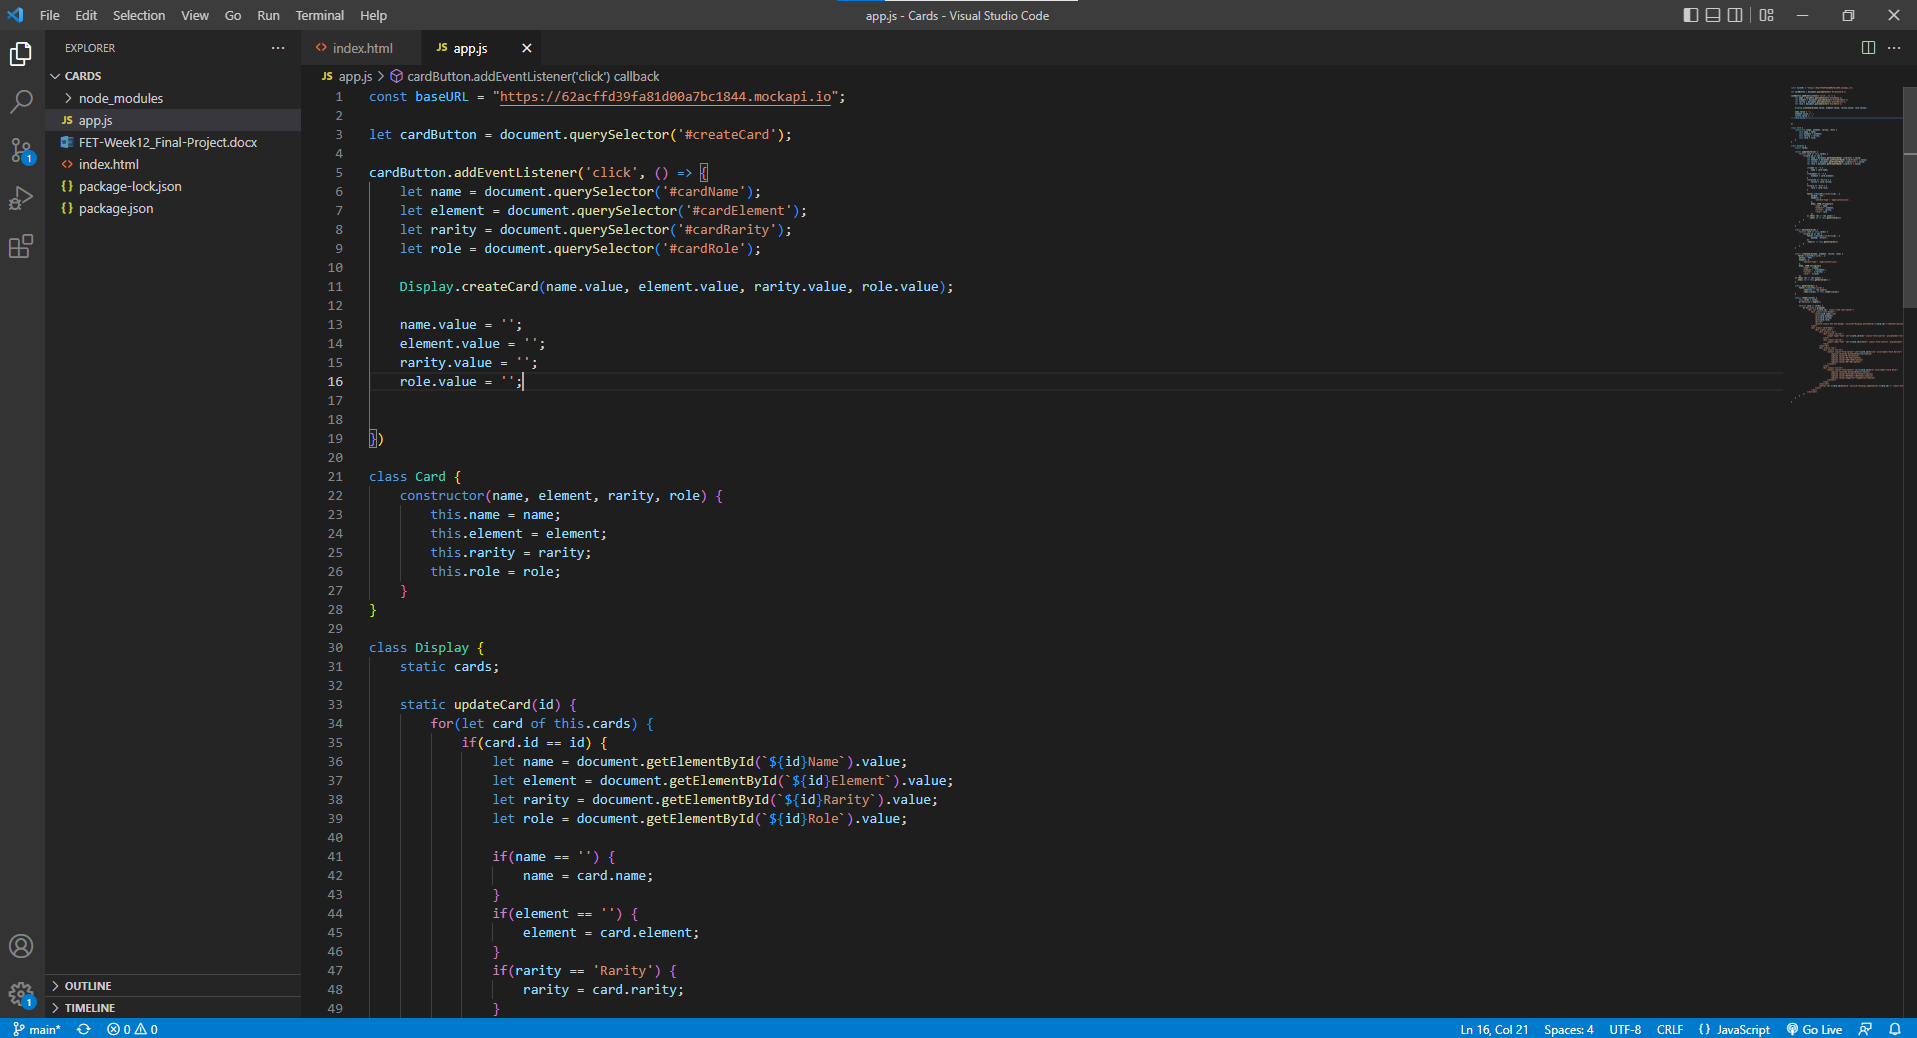 File Edit Selection View Go Run Terminal Help
app.js - Cards - Visual Studio Code
EXPLORER
CARDS
node_modules
JS app.js
FET-Week12_Final-Project.docx
<> index.html
{} package-lock.json
{} package.json
OUTLINE
TIMELINE
<> index.html JS app.js
JS app.js > cardButton.addEventListener('click') callback
1 const baseURL = "https://62acffd39fa81d00a7bc1844.mockapi.io";
2
3 let cardButton = document.querySelector('#createCard');
4
5 cardButton.addEventListener('click', () => {
6 let name = document.querySelector('#cardName');
7 let element = document.querySelector('#cardElement');
8 let rarity = document.querySelector('#cardRarity');
9 let role = document.querySelector('#cardRole');
10
11 Display.createCard(name.value, element.value, rarity.value, role.value);
12
13 name.value = '';
14 element.value = '';
15 rarity.value = '';
16 role.value = '';
17
18
19 })
20
21 class Card {
22 constructor(name, element, rarity, role) {
23 this.name = name;
24 this.element = element;
25 this.rarity = rarity;
26 this.role = role;
27 }
28 }
29
30 class Display {
31 static cards;
32
33 static updateCard(id) {
34 for(let card of this.cards) {
35 if(card.id == id) {
36 let name = document.getElementById(`${id}Name`).value;
37 let element = document.getElementById(`${id}Element`).value;
38 let rarity = document.getElementById(`${id}Rarity`).value;
39 let role = document.getElementById(`${id}Role`).value;
40
41 if(name == '') {
42 name = card.name;
43 }
44 if(element == '') {
45 element = card.element;
46 }
47 if(rarity == 'Rarity') {
48 rarity = card.rarity;
49 }
1
1
main* 0 0 Ln 16, Col 21 Spaces: 4 UTF-8 CRLF {} JavaScript Go Live